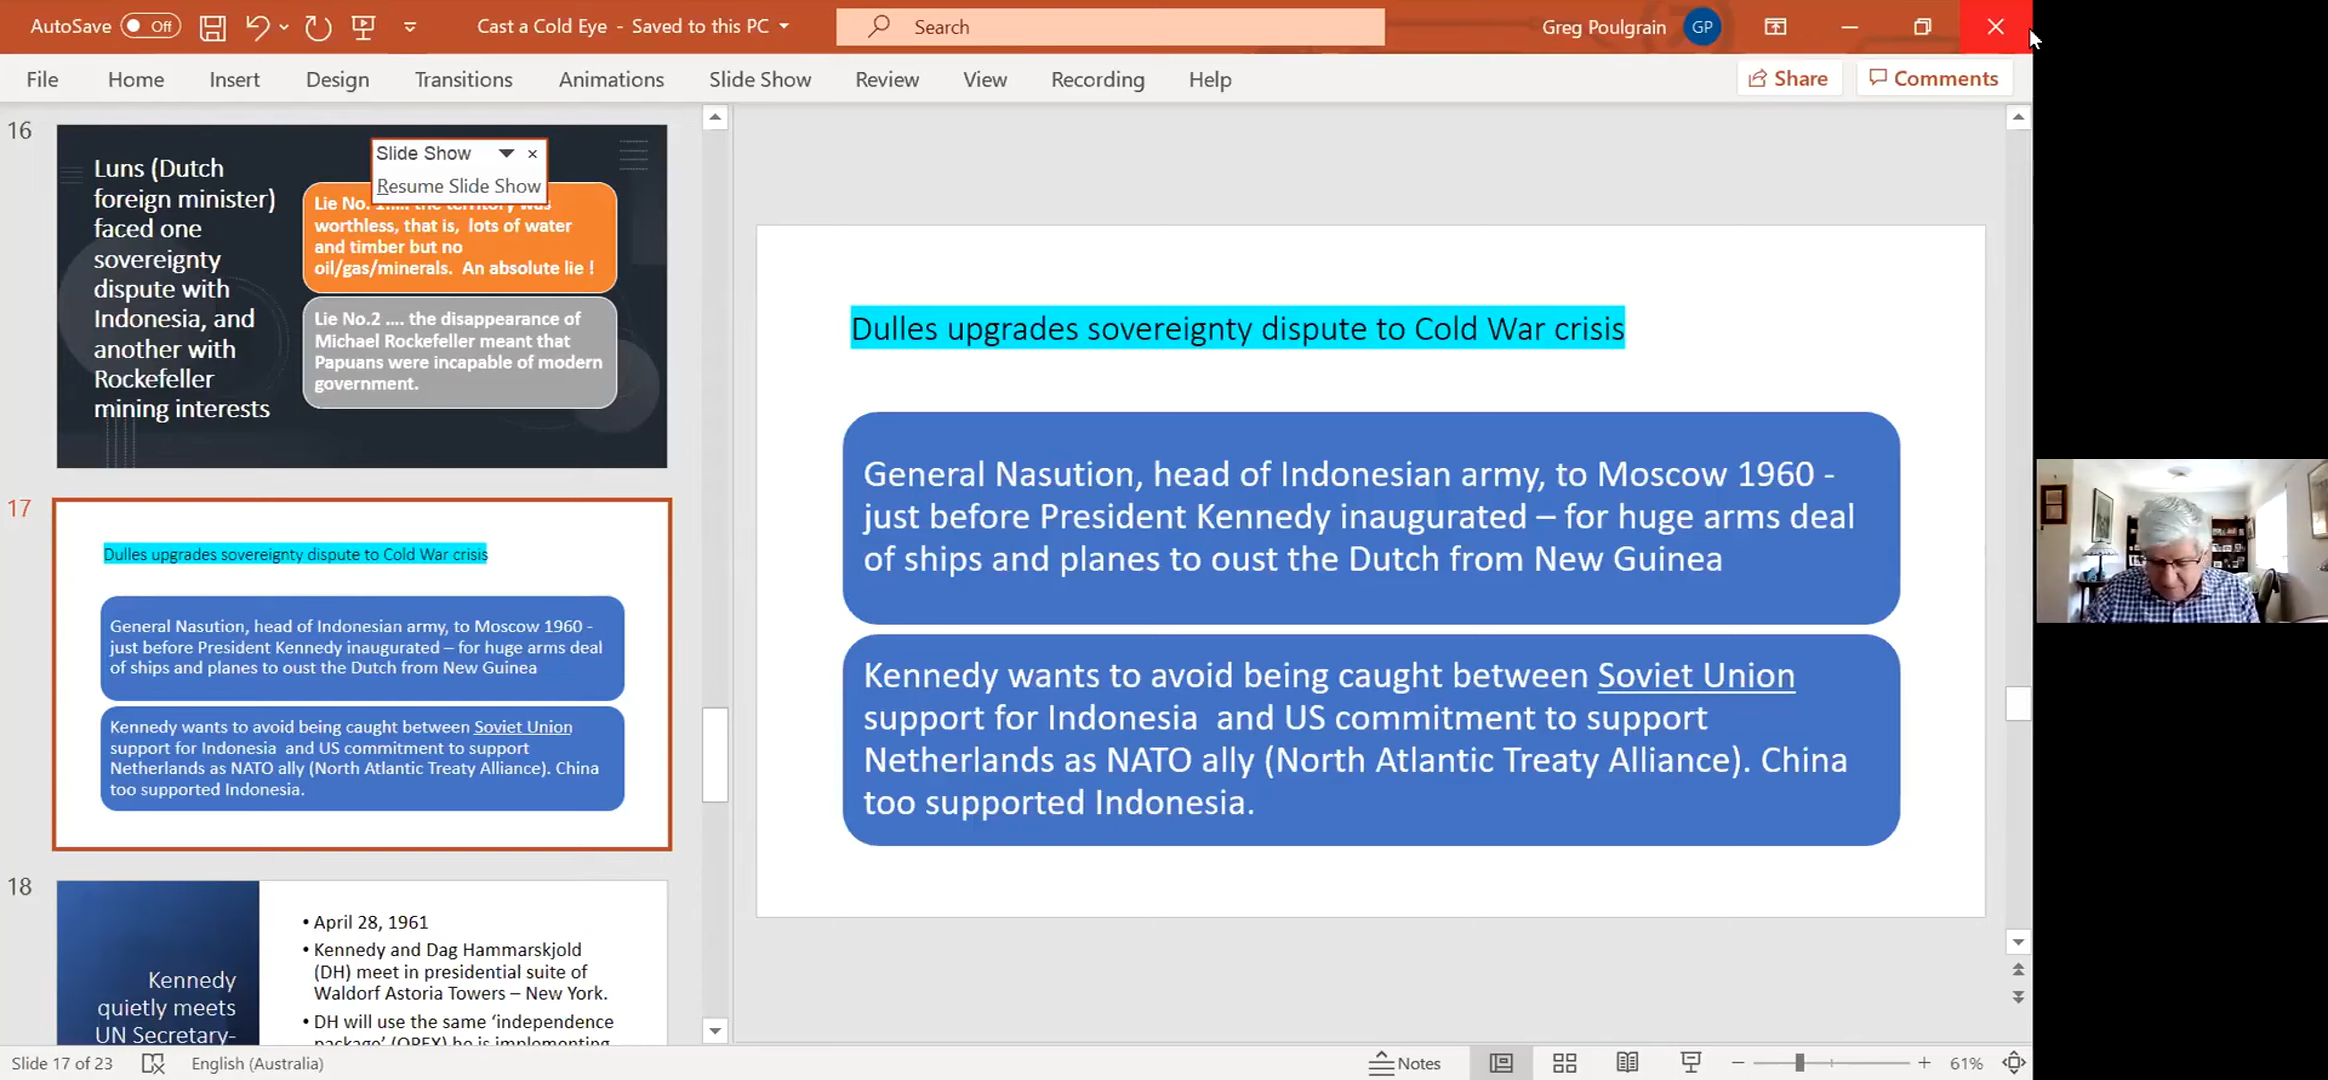 AutoSave Off
Cast a Cold Eye - Saved to this PC
Search
Greg Poulgrain GP
File Home Insert Design Transitions Animations Slide Show Review View Recording Help
Share Comments
16
Luns (Dutch
foreign minister)
faced one
sovereignty
dispute with
Indonesia, and
another with
Rockefeller
mining interests
Slide Show
Resume Slide Show
Lie No. 1..... the territory was
worthless, that is, lots of water
and timber but no
oil/gas/minerals. An absolute lie !
Lie No.2 .... the disappearance of
Michael Rockefeller meant that
Papuans were incapable of modern
government.
17
Dulles upgrades sovereignty dispute to Cold War crisis
General Nasution, head of Indonesian army, to Moscow 1960 -
just before President Kennedy inaugurated – for huge arms deal
of ships and planes to oust the Dutch from New Guinea
Kennedy wants to avoid being caught between Soviet Union
support for Indonesia and US commitment to support
Netherlands as NATO ally (North Atlantic Treaty Alliance). China
too supported Indonesia.
18
Kennedy
quietly meets
UN Secretary-
• April 28, 1961
• Kennedy and Dag Hammarskjold
(DH) meet in presidential suite of
Waldorf Astoria Towers – New York.
• DH will use the same ‘independence
package’ (OPEX) he is implementing
Dulles upgrades sovereignty dispute to Cold War crisis
General Nasution, head of Indonesian army, to Moscow 1960 -
just before President Kennedy inaugurated – for huge arms deal
of ships and planes to oust the Dutch from New Guinea
Kennedy wants to avoid being caught between Soviet Union
support for Indonesia and US commitment to support
Netherlands as NATO ally (North Atlantic Treaty Alliance). China
too supported Indonesia.
Slide 17 of 23 English (Australia)
Notes 61%